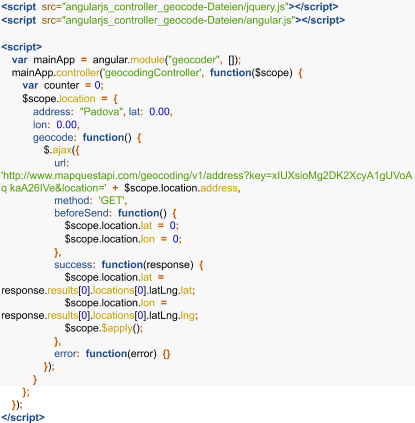 <script src="angularjs_controller_geocode-Dateien/jquery.js"></script>
<script src="angularjs_controller_geocode-Dateien/angular.js"></script>
<script>
var mainApp = angular.module("geocoder", []);
mainApp.controller('geocodingController', function($scope) {
var counter = 0;
$scope.location = {
address: "Padova", lat: 0.00,
lon: 0.00,
geocode: function() {
$.ajax({
url:
'http://www.mapquestapi.com/geocoding/v1/address?key=xIUXsioMg2DK2XcyA1gUVoA
q kaA26IVe&location=' + $scope.location.address,
method: 'GET',
beforeSend: function() {
$scope.location.lat = 0;
$scope.location.lon = 0;
},
success: function(response) {
$scope.location.lat =
response.results[0].locations[0].latLng.lat;
$scope.location.lon =
response.results[0].locations[0].latLng.lng;
$scope.$apply();
},
error: function(error) {}
});
}
};
});
</script>